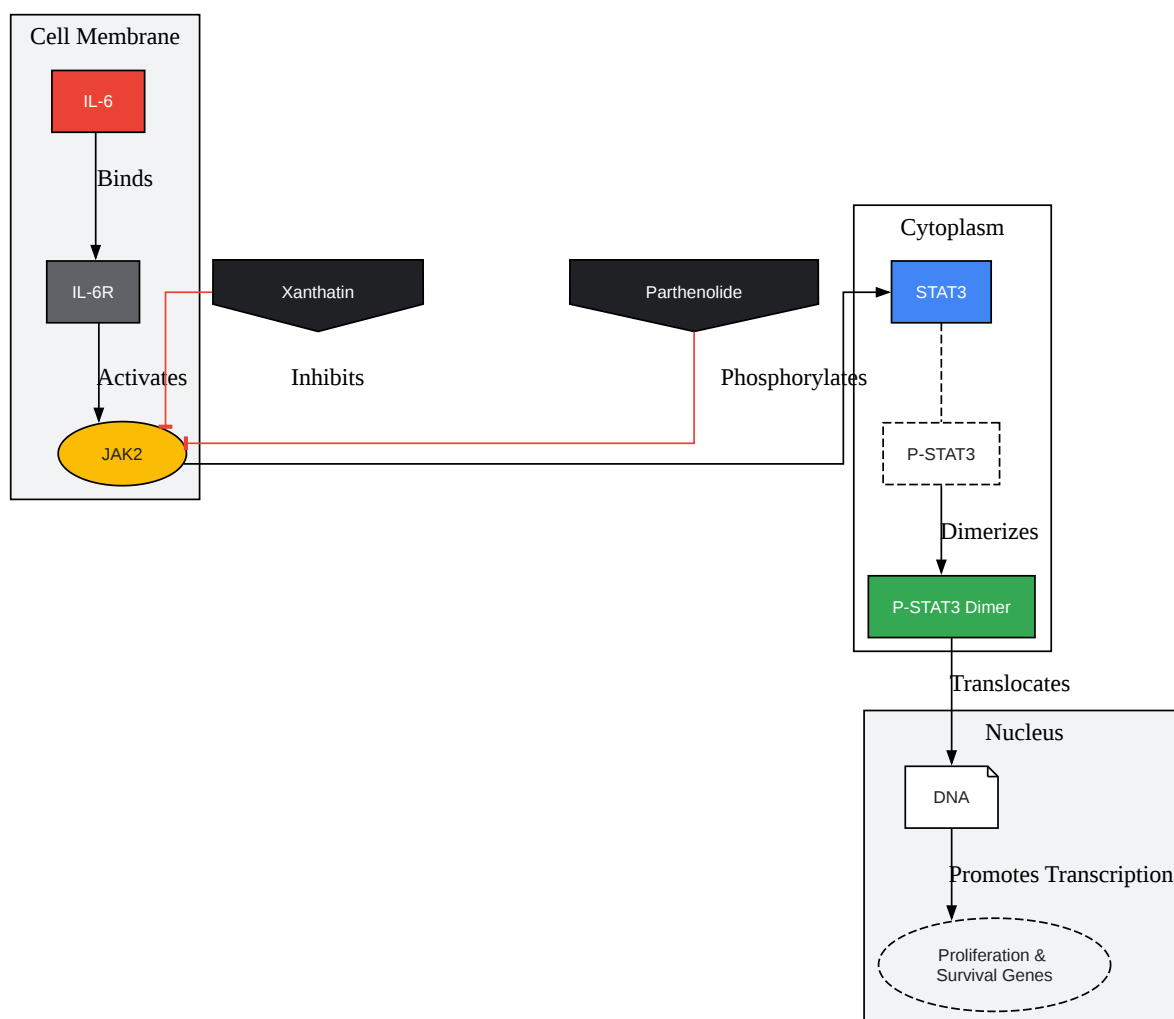 Cell Membrane
IL-6
Binds
Cytoplasm
IL-6R
Xanthatin
Parthenolide
STAT3
Activates
Inhibits
Phosphorylates
JAK2
P-STAT3
Dimerizes
P-STAT3 Dimer
Translocates
Nucleus
DNA
Promotes Transcription
Proliferation &
Survival Genes